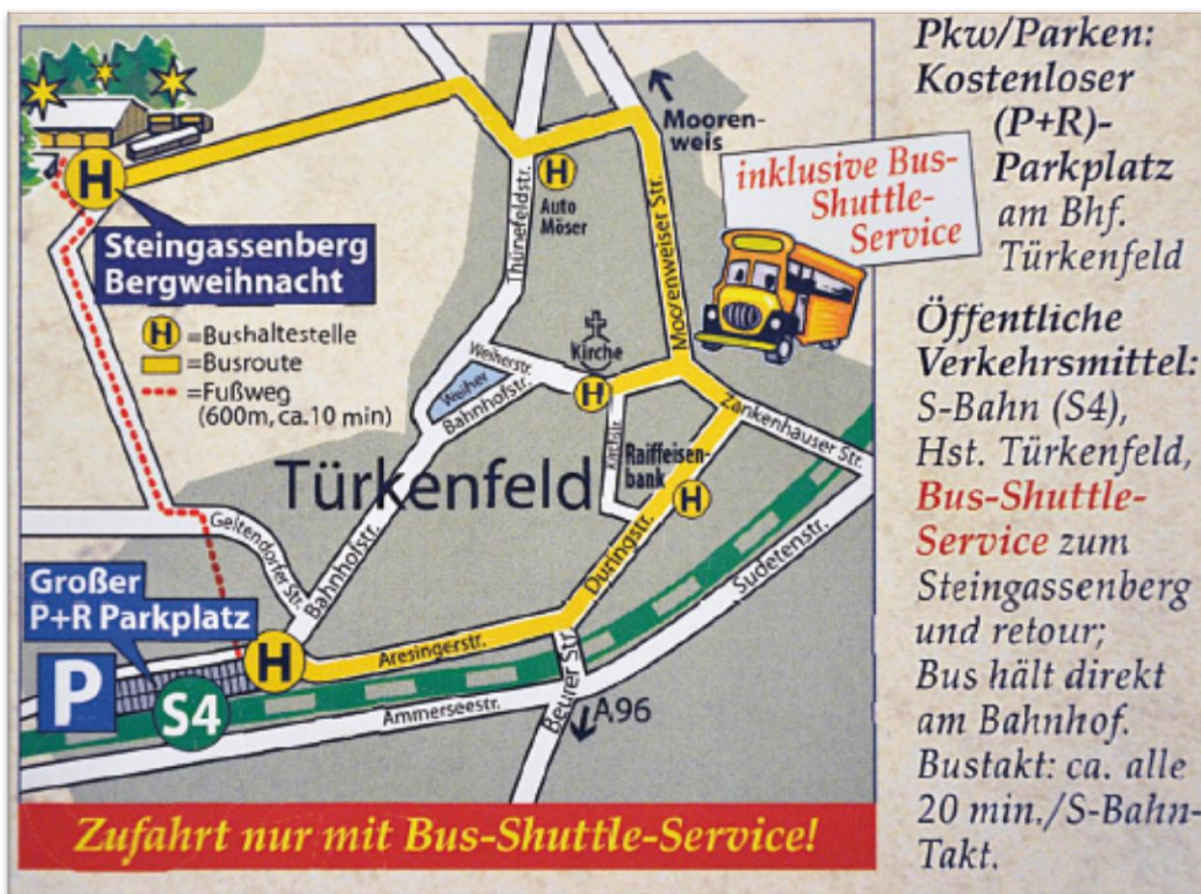 Pkw/Parken:
Kostenloser
(P+R)-
Parkplatz
am Bhf.
Türkenfeld
Öffentliche
Verkehrsmittel:
S-Bahn (S4),
Hst. Türkenfeld,
Bus-Shuttle-
Service zum
Steingassenberg
und retour;
Bus hält direkt
am Bahnhof.
Bustakt: ca. alle
20 min./S-Bahn-
Takt.
Mooren-
weis
inklusive Bus-
Shuttle-
Service
H
H
Auto
Möser
Thünefeldstr.
Moorenweiser Str.
Steingassenberg
Bergweihnacht
H =Bushaltestelle
=Busroute
=Fußweg
(600m, ca.10 min)
Kirche
Weiherstr.
Weiher
Bahnhofstr.
H
Zankenhauser Str.
Raiffeisen-
bank
H
Türkenfeld
Duringstr.
Sudetenstr.
Geltendorfer Str.
Bahnhofstr.
Großer
P+R Parkplatz
H
Aresingerstr.
P
S4
Ammerseestr.
Beurer Str.
A96
Zufahrt nur mit Bus-Shuttle-Service!